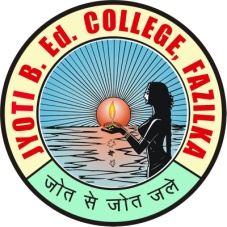 JYOTI B. Ed. COLLEGE, FAZILKA
जोत से जोत जले